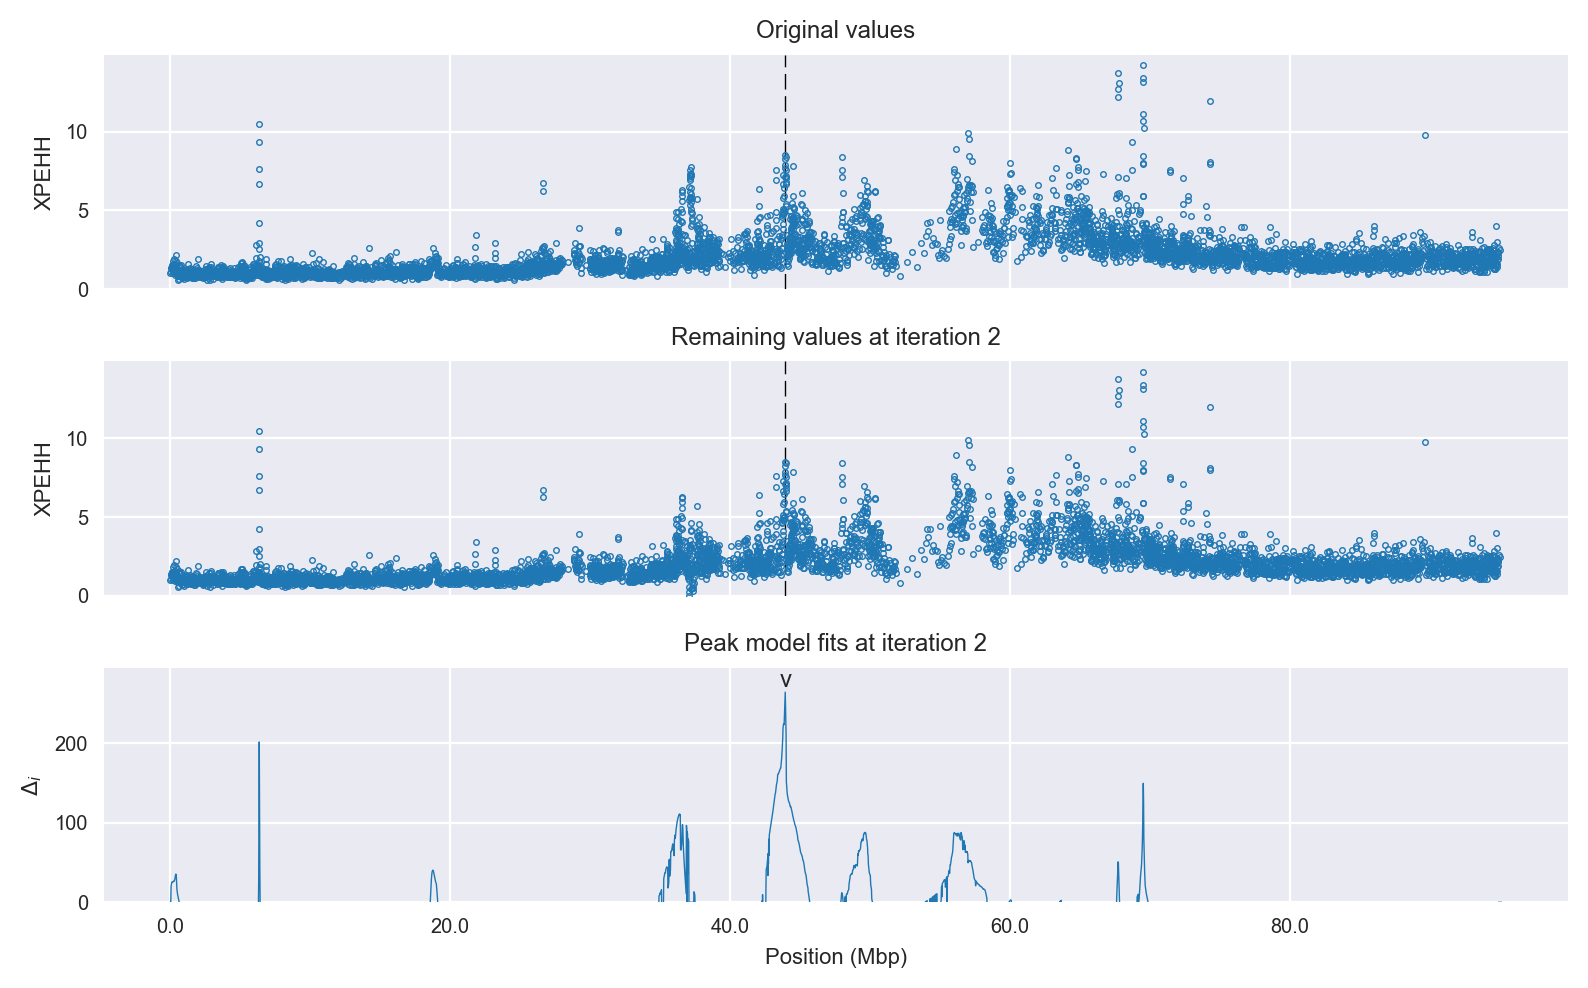 Original values
XPEHH
10
5
0
Remaining values at iteration 2
XPEHH
10
5
0
Peak model fits at iteration 2
v
Δi
200
100
0
0.0 20.0 40.0 60.0 80.0
Position (Mbp)